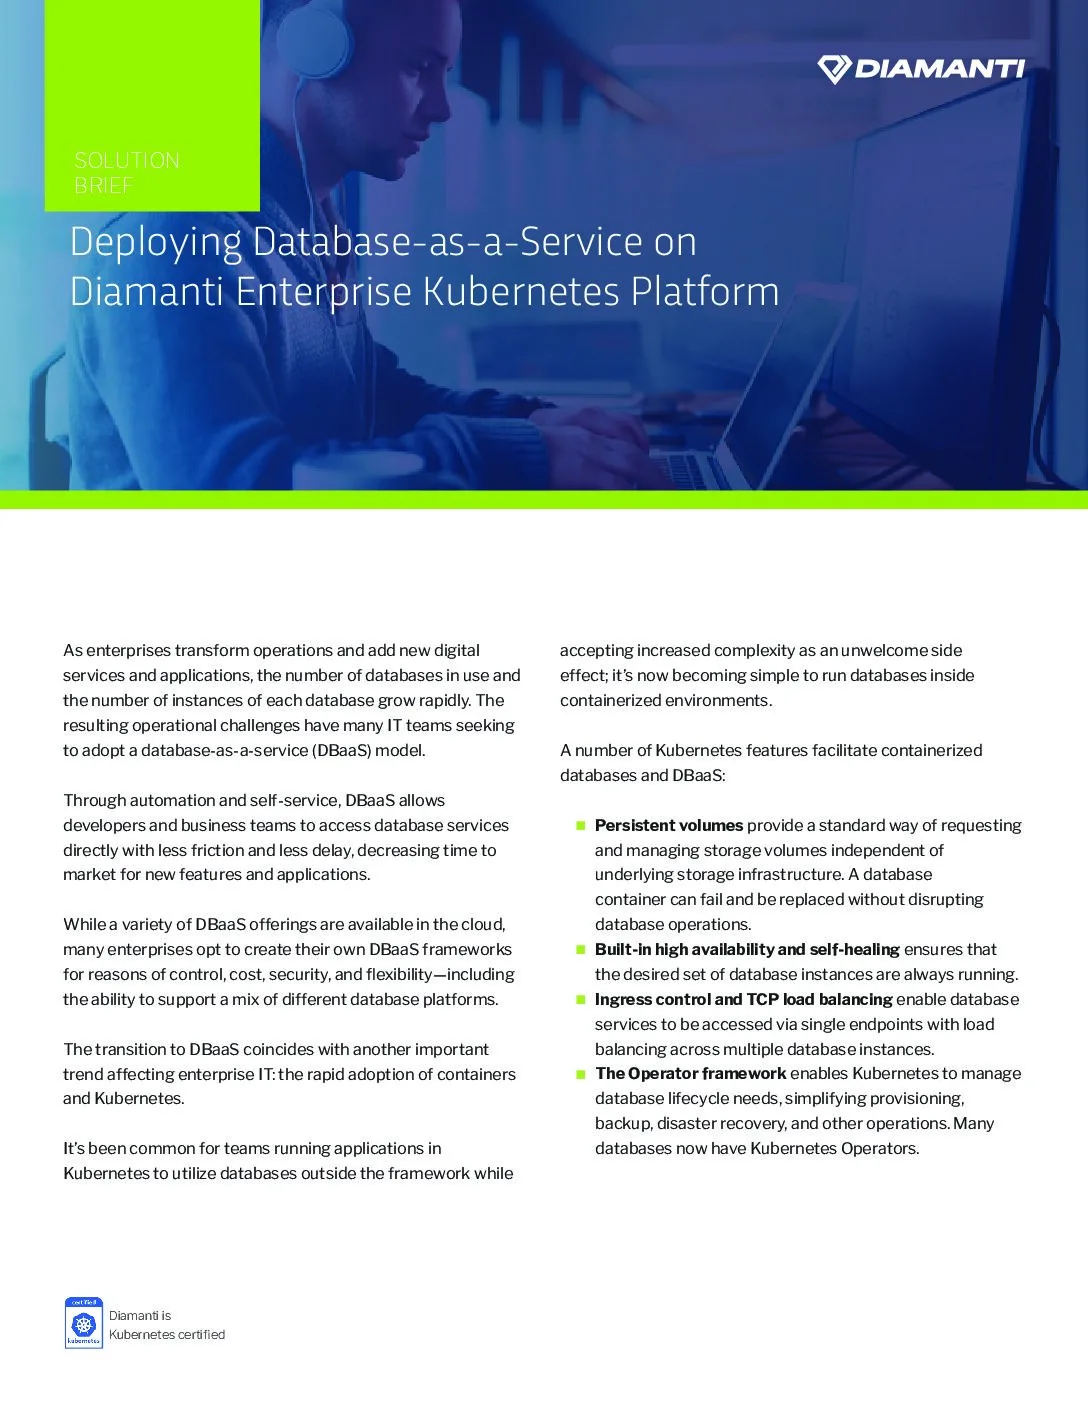 DIAMANTI
SOLUTION
BRIEF
Deploying Database-as-a-Service on
Diamanti Enterprise Kubernetes Platform
As enterprises transform operations and add new digital
services and applications, the number of databases in use and
the number of instances of each database grow rapidly. The
resulting operational challenges have many IT teams seeking
to adopt a database-as-a-service (DBaaS) model.
Through automation and self-service, DBaaS allows
developers and business teams to access database services
directly with less friction and less delay, decreasing time to
market for new features and applications.
While a variety of DBaaS offerings are available in the cloud,
many enterprises opt to create their own DBaaS frameworks
for reasons of control, cost, security, and flexibility—including
the ability to support a mix of different database platforms.
The transition to DBaaS coincides with another important
trend affecting enterprise IT: the rapid adoption of containers
and Kubernetes.
It's been common for teams running applications in
Kubernetes to utilize databases outside the framework while
accepting increased complexity as an unwelcome side
effect; it's now becoming simple to run databases inside
containerized environments.
A number of Kubernetes features facilitate containerized
databases and DBaaS:
Persistent volumes provide a standard way of requesting
and managing storage volumes independent of
underlying storage infrastructure. A database
container can fail and be replaced without disrupting
database operations.
Built-in high availability and self-healing ensures that
the desired set of database instances are always running.
Ingress control and TCP load balancing enable database
services to be accessed via single endpoints with load
balancing across multiple database instances.
The Operator framework enables Kubernetes to manage
database lifecycle needs, simplifying provisioning,
backup, disaster recovery, and other operations. Many
databases now have Kubernetes Operators.
certified
kubernetes
Diamanti is
Kubernetes certified